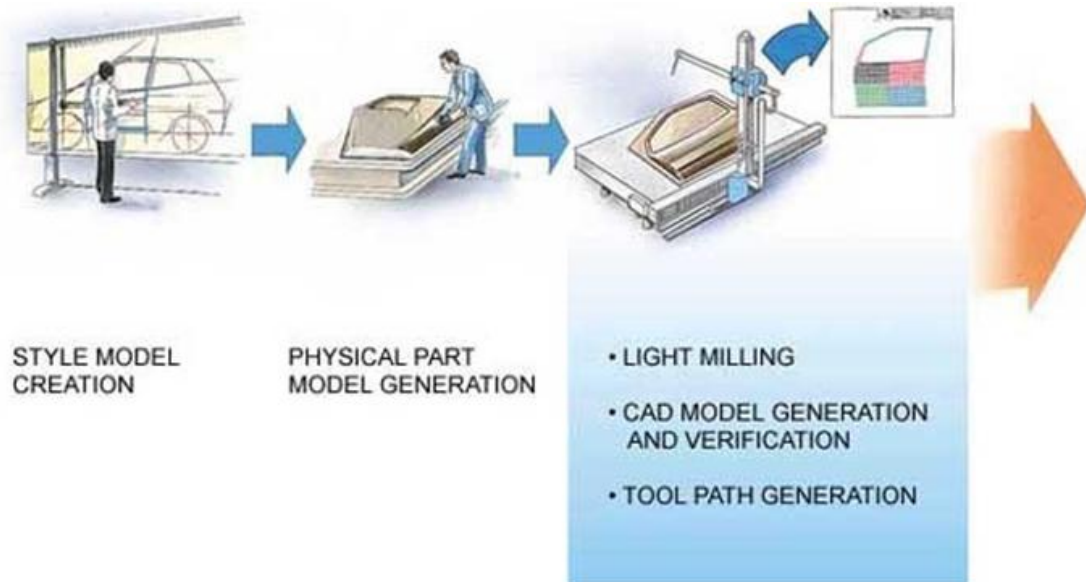 STYLE MODEL
CREATION
PHYSICAL PART
MODEL GENERATION
• LIGHT MILLING
• CAD MODEL GENERATION
AND VERIFICATION
• TOOL PATH GENERATION